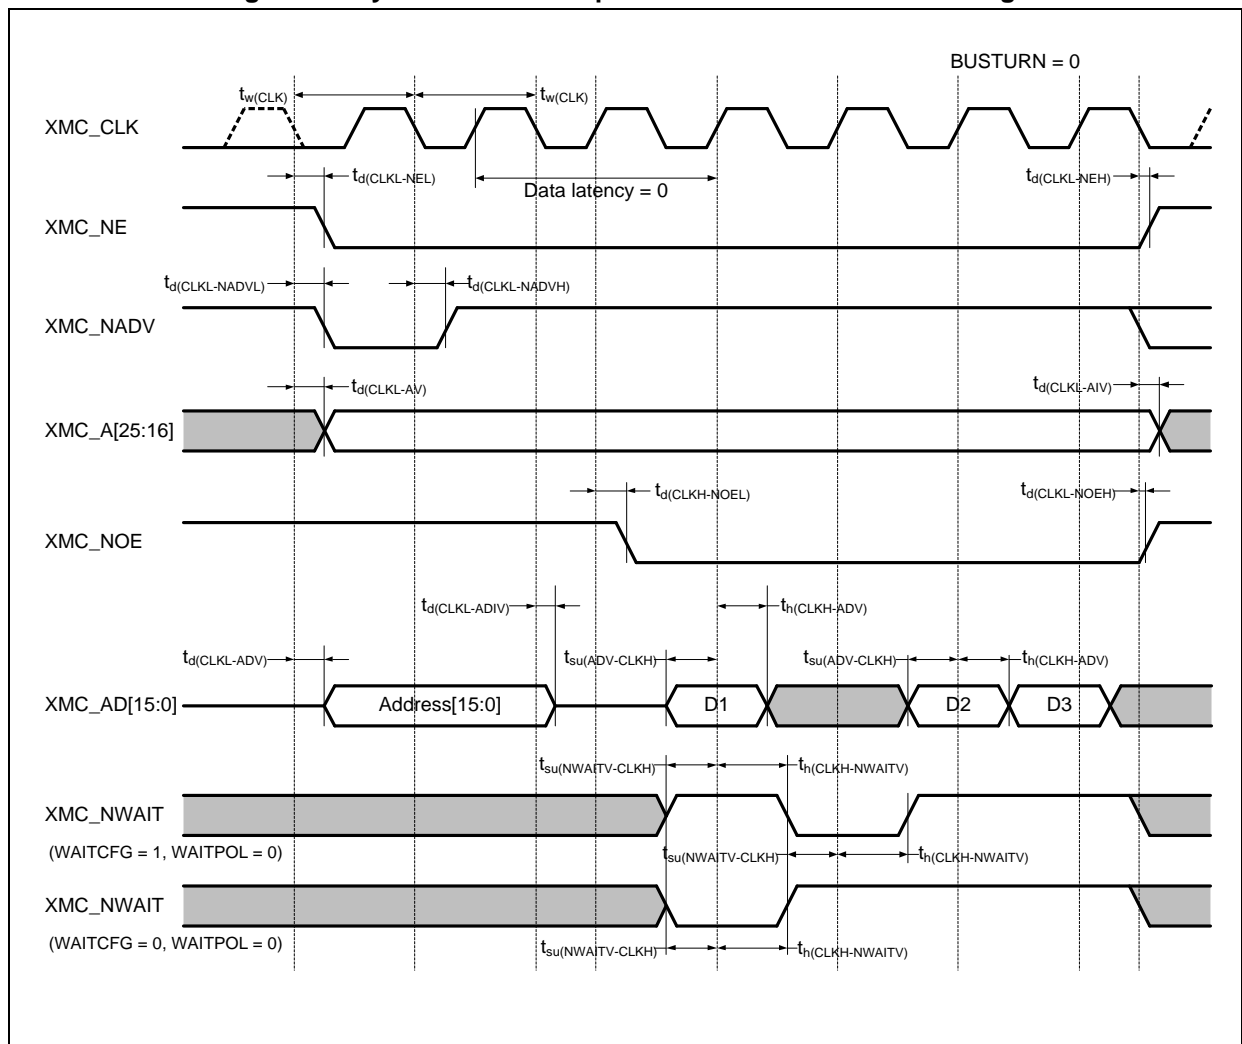 BUSTURN = 0
tw(CLK) tw(CLK)
XMC_CLK
td(CLKL-NEL) Data latency = 0 td(CLKL-NEH)
XMC_NE
td(CLKL-NADVL) td(CLKL-NADVH)
XMC_NADV
td(CLKL-AV) td(CLKL-AIV)
XMC_A[25:16]
td(CLKH-NOEL) td(CLKL-NOEH)
XMC_NOE
td(CLKL-ADIV) th(CLKH-ADV)
td(CLKL-ADV) tsu(ADV-CLKH) tsu(ADV-CLKH) th(CLKH-ADV)
XMC_AD[15:0] Address[15:0] D1 D2 D3
tsu(NWAITV-CLKH) th(CLKH-NWAITV)
XMC_NWAIT
(WAITCFG = 1, WAITPOL = 0) tsu(NWAITV-CLKH) th(CLKH-NWAITV)
XMC_NWAIT
(WAITCFG = 0, WAITPOL = 0) tsu(NWAITV-CLKH) th(CLKH-NWAITV)